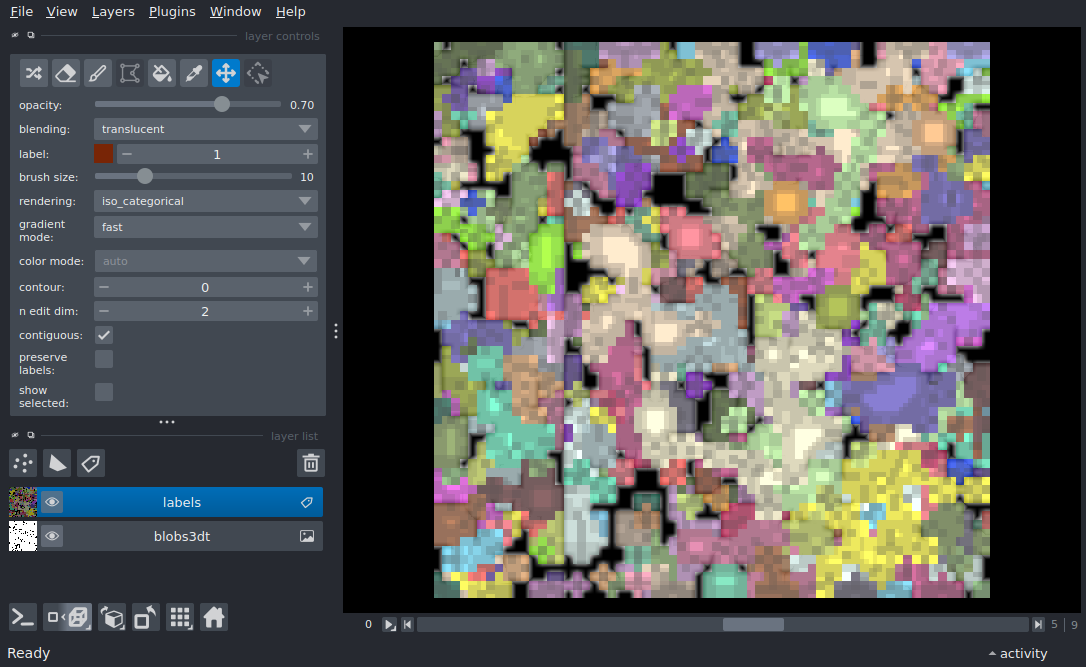 File View Layers Plugins Window Help
layer controls
opacity: 0.70
blending: translucent
label: 1
brush size: 10
rendering: iso_categorical
gradient
mode: fast
color mode: auto
contour: 0
n edit dim: 2
contiguous:
preserve
labels:
show
selected:
layer list
labels
blobs3dt
0 5 | 9
Ready activity